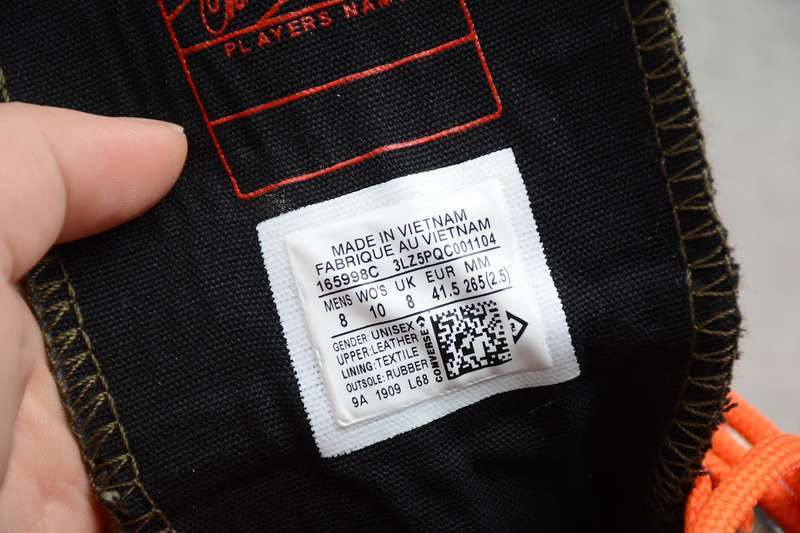 PLAYERS NAME
MADE IN VIETNAM
FABRIQUE AU VIETNAM
165998C 3LZ5PQC001104
MENS WO'S UK EUR MM
8 10 8 41.5 265(2.5)
GENDER: UNISEX
UPPER: LEATHER
LINING: TEXTILE
OUTSOLE: RUBBER
9A 1909 L68
CONVERSE